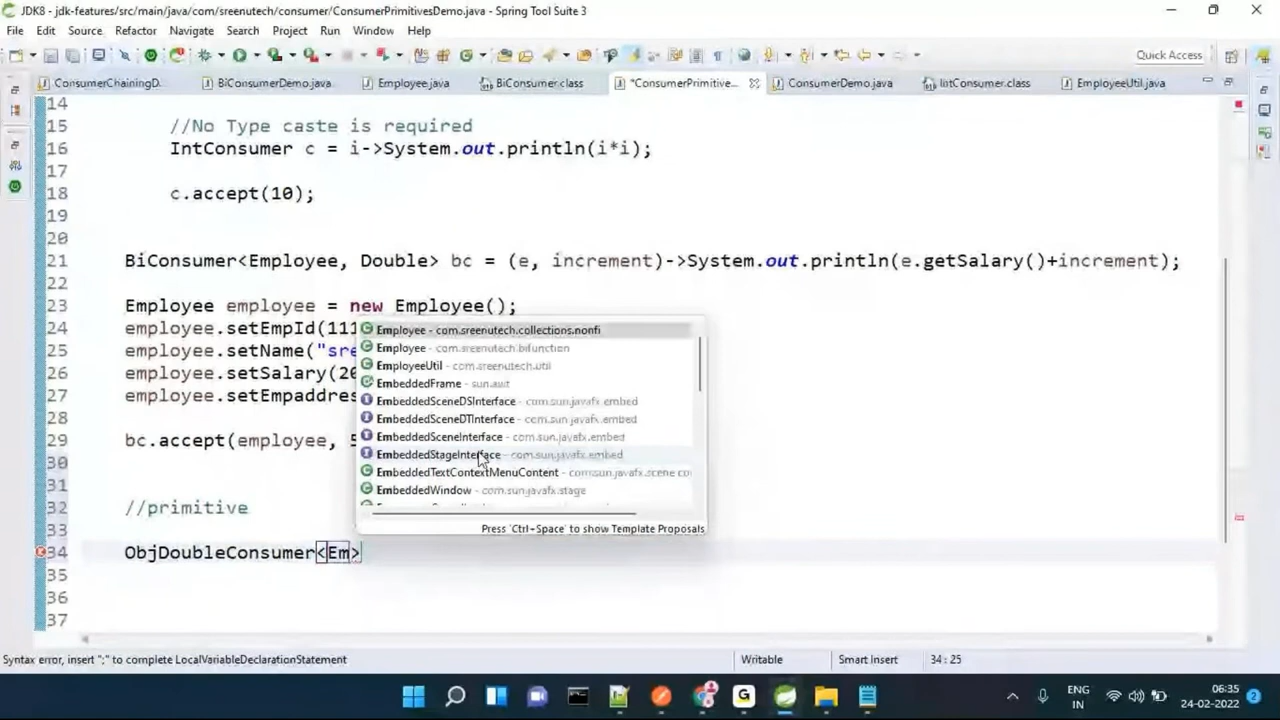 JDK8 - jdk-features/src/main/java/com/sreenutech/consumer/ConsumerPrimitivesDemo.java - Spring Tool Suite 3
File Edit Source Refactor Navigate Search Project Run Window Help
Quick Access
ConsumerChainingD... BiConsumerDemo.java Employee.java BiConsumer.class *ConsumerPrimitive... ConsumerDemo.java IntConsumer.class EmployeeUtil.java
14
15 //No Type caste is required
16 IntConsumer c = i->System.out.println(i*i);
17
18 c.accept(10);
19
20
21 BiConsumer<Employee, Double> bc = (e, increment)->System.out.println(e.getSalary()+increment);
22
23 Employee employee = new Employee();
24 employee.setEmpId(111
25 employee.setName("sre
26 employee.setSalary(20
27 employee.setEmpaddres
29 bc.accept(employee, 5
30
31
32 //primitive
33
34 ObjDoubleConsumer<Em>
35
36
37
Employee - com.sreenutech.collections.nonfi
Employee - com.sreenutech.bifunction
EmployeeUtil - com.sreenutech.util
EmbeddedFrame - sun.awt
EmbeddedSceneDSInterface - com.sun.javafx.embed
EmbeddedSceneDTInterface - com.sun.javafx.embed
EmbeddedSceneInterface - com.sun.javafx.embed
EmbeddedStageInterface - com.sun.javafx.embed
EmbeddedTextContextMenuContent - com.sun.javafx.scene.co
EmbeddedWindow - com.sun.javafx.stage
Press 'Ctrl+Space' to show Template Proposals
Syntax error, insert ";" to complete LocalVariableDeclarationStatement Writable Smart Insert 34 : 25
ENG
IN
06:35
24-02-2022
2